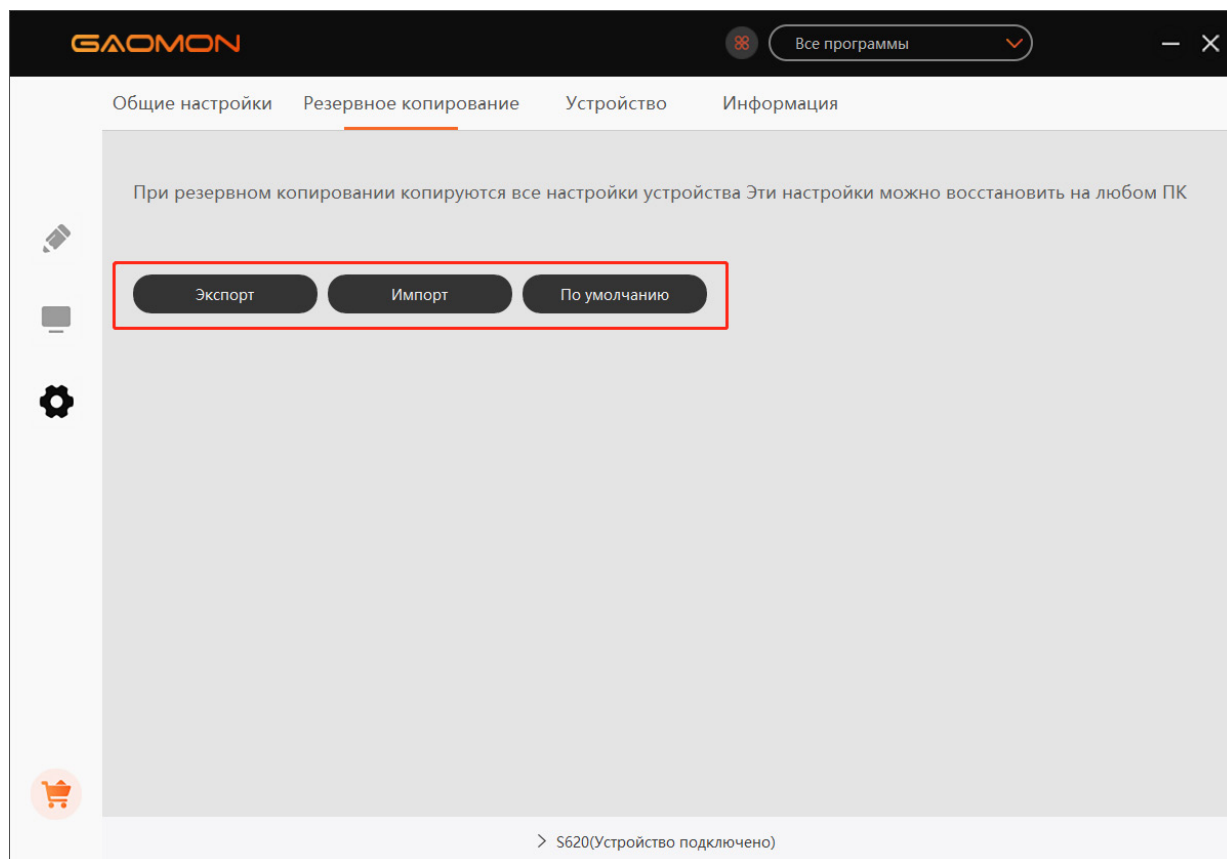 GAOMON
Все программы
Общие настройки Резервное копирование Устройство Информация
При резервном копировании копируются все настройки устройства Эти настройки можно восстановить на любом ПК
Экспорт Импорт По умолчанию
S620(Устройство подключено)